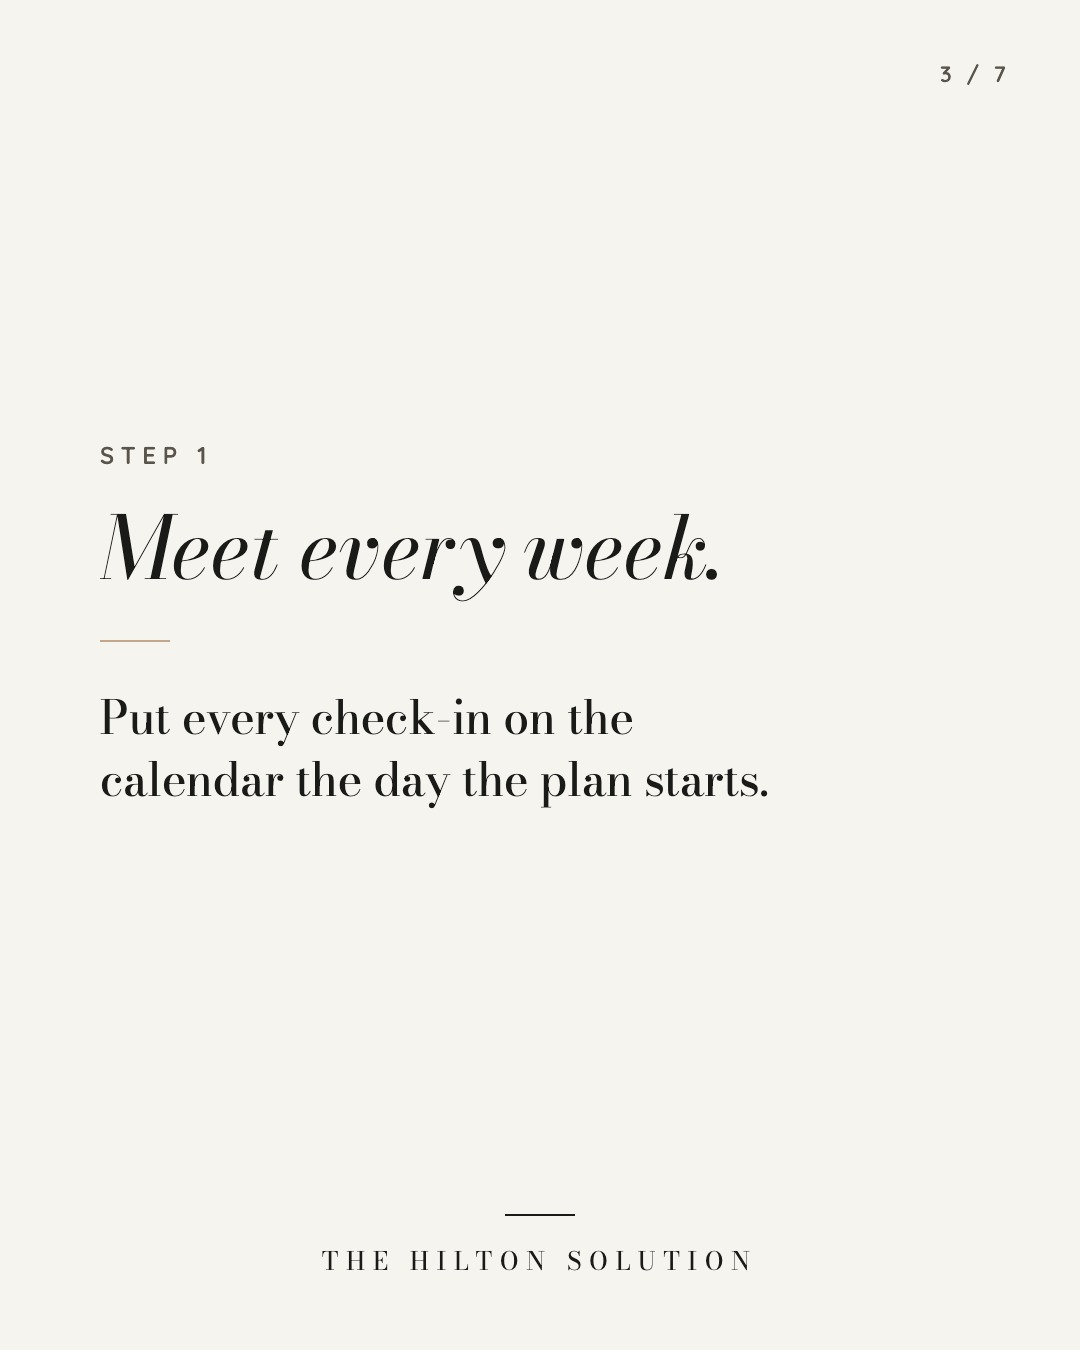 3 / 7
STEP 1
Meet every week.
Put every check-in on the
calendar the day the plan starts.
THE HILTON SOLUTION